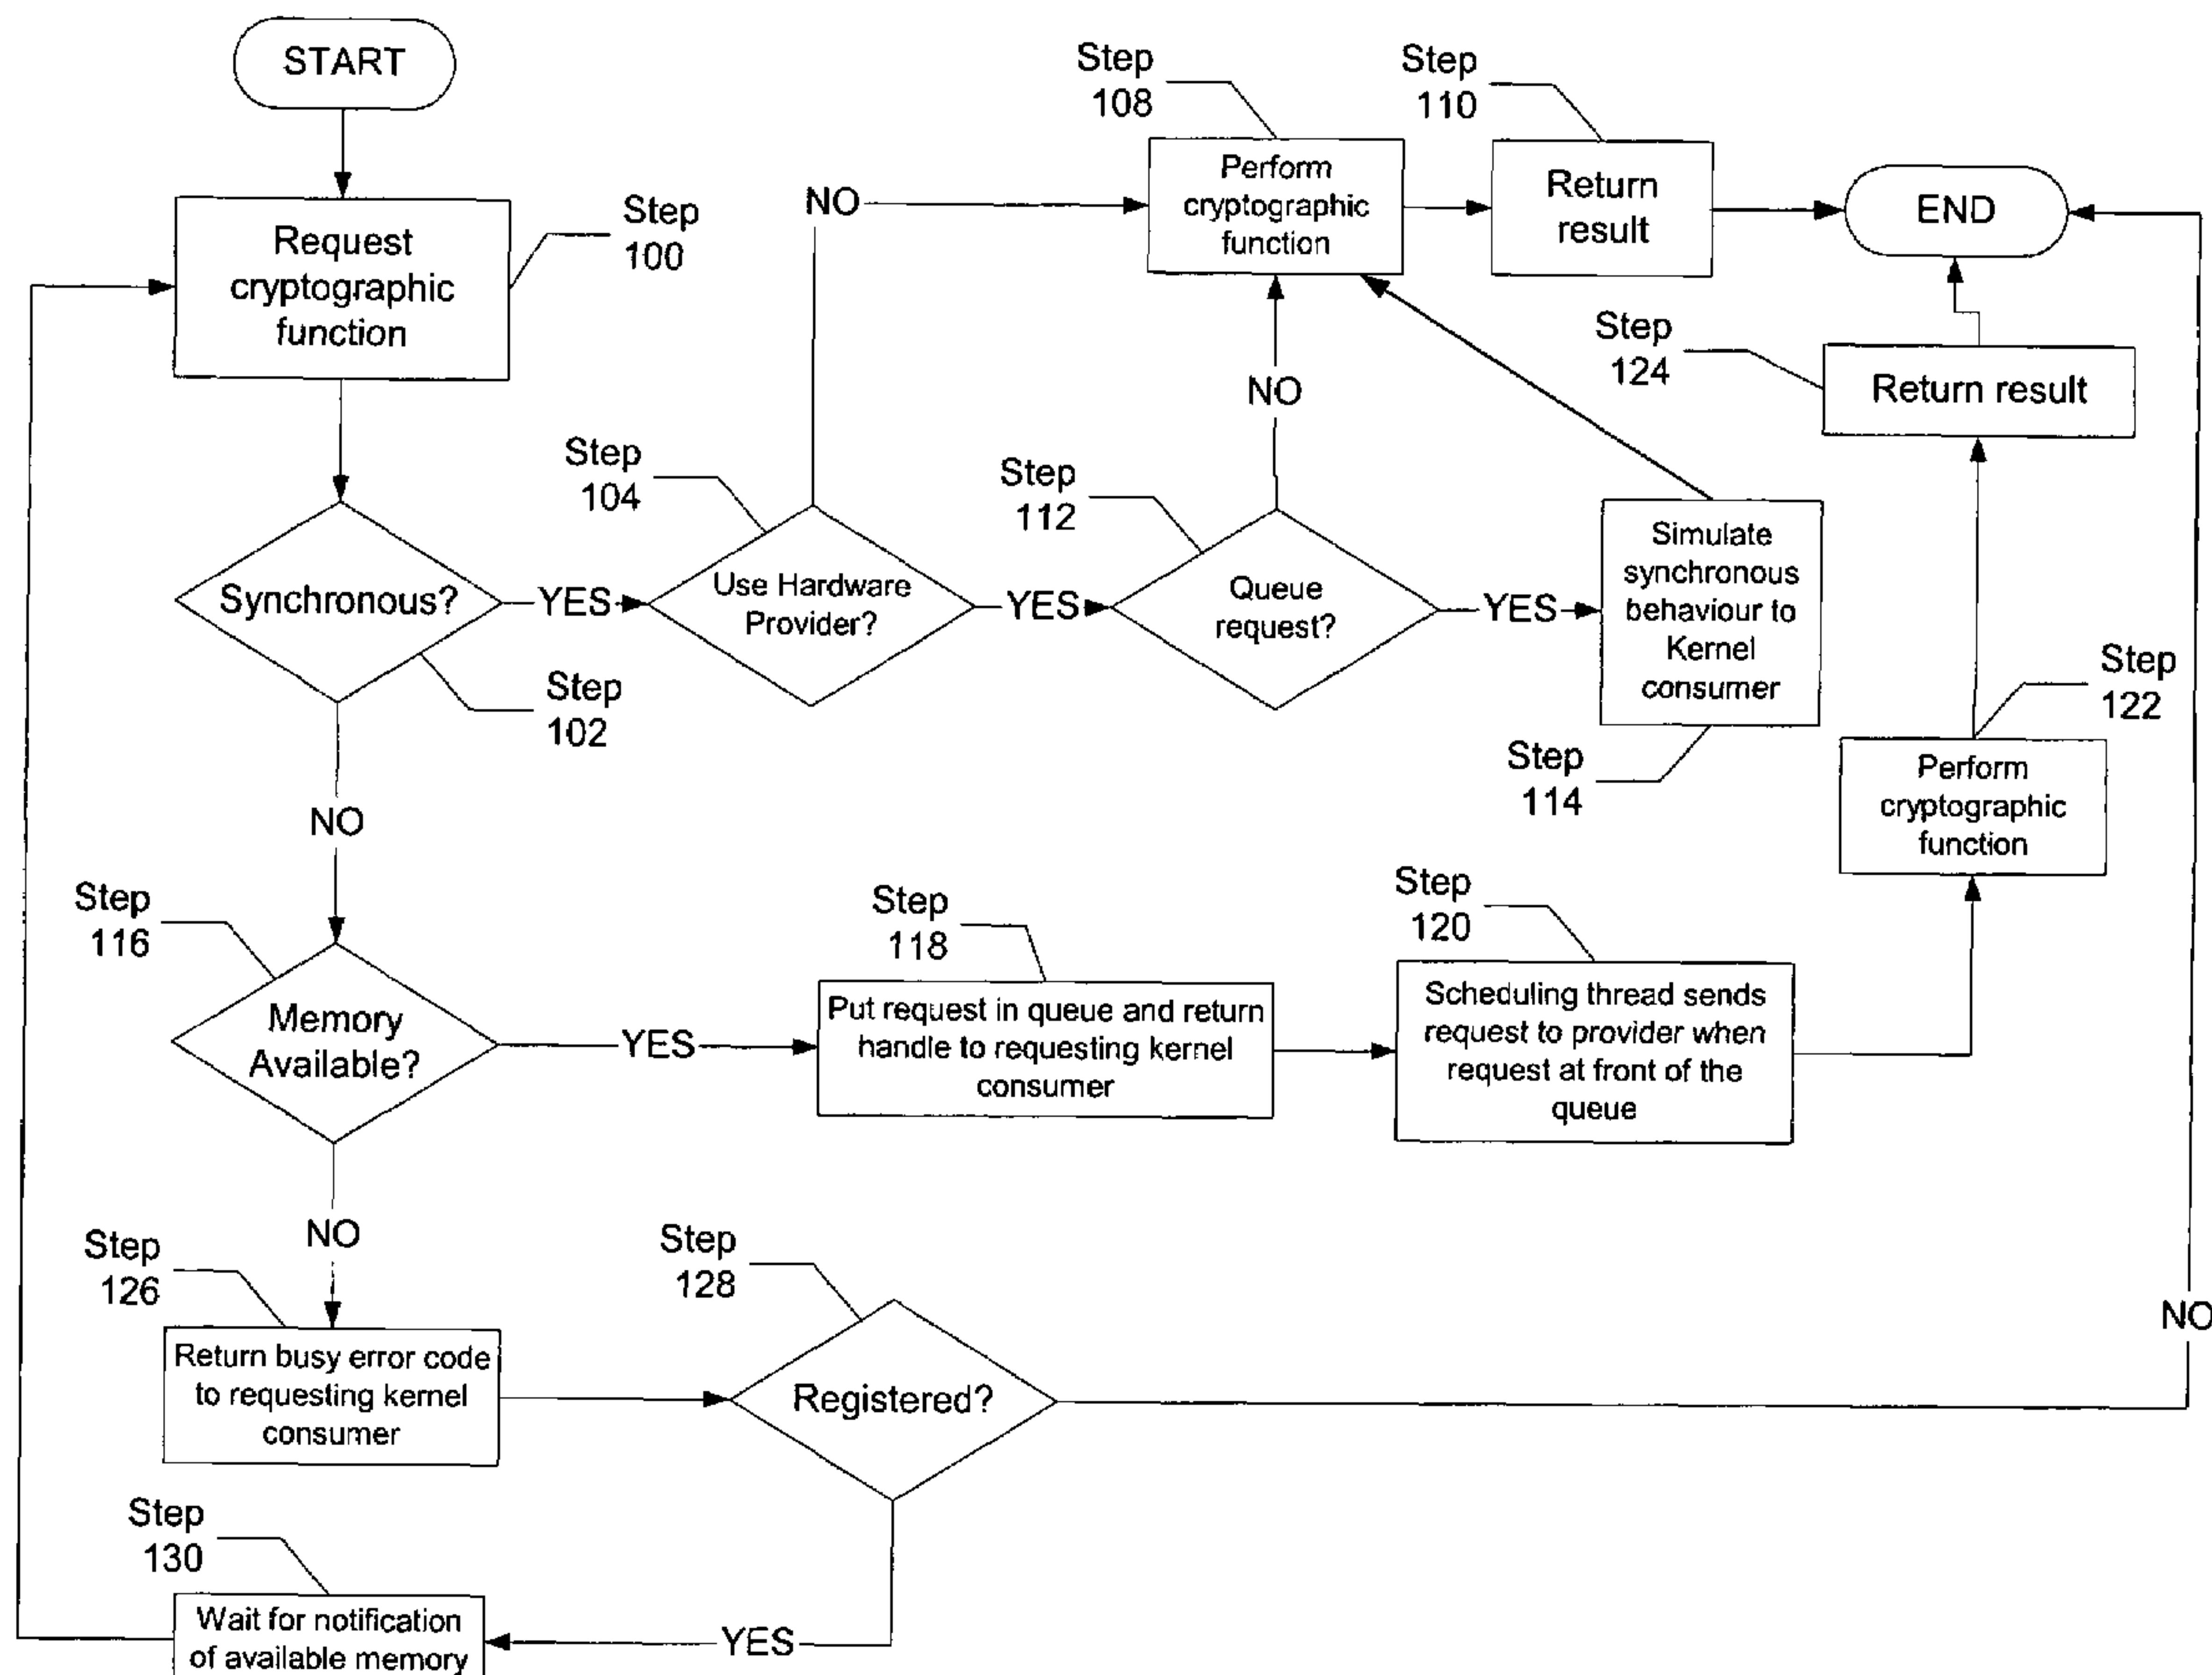 START
Request
cryptographic
function
Step
100
Synchronous?
Step
102
YES
Step
104
Use Hardware
Provider?
NO
Step
108
Perform
cryptographic
function
Step
110
Return
result
END
YES
Step
112
Queue
request?
NO
YES
Simulate
synchronous
behaviour to
Kernel
consumer
Step
114
NO
Step
116
Memory
Available?
YES
Step
118
Put request in queue and return
handle to requesting kernel
consumer
Step
120
Scheduling thread sends
request to provider when
request at front of the
queue
Step
122
Perform
cryptographic
function
Step
124
Return result
NO
Step
126
Return busy error code
to requesting kernel
consumer
Step
128
Registered?
NO
YES
Step
130
Wait for notification
of available memory